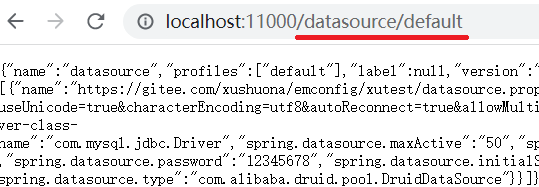 localhost:11000/datasource/default
{"name":"datasource","profiles":["default"],"label":null,"version":"
[{"name":"https://gitee.com/xushuona/emconfig/xutest/datasource.prop
useUnicode=true&characterEncoding=utf8&autoReconnect=true&allowMulti
ver-class-
name":"com.mysql.jdbc.Driver","spring.datasource.maxActive":"50","sp
,"spring.datasource.password":"12345678","spring.datasource.initialS
spring.datasource.type":"com.alibaba.druid.pool.DruidDataSource"}}]}